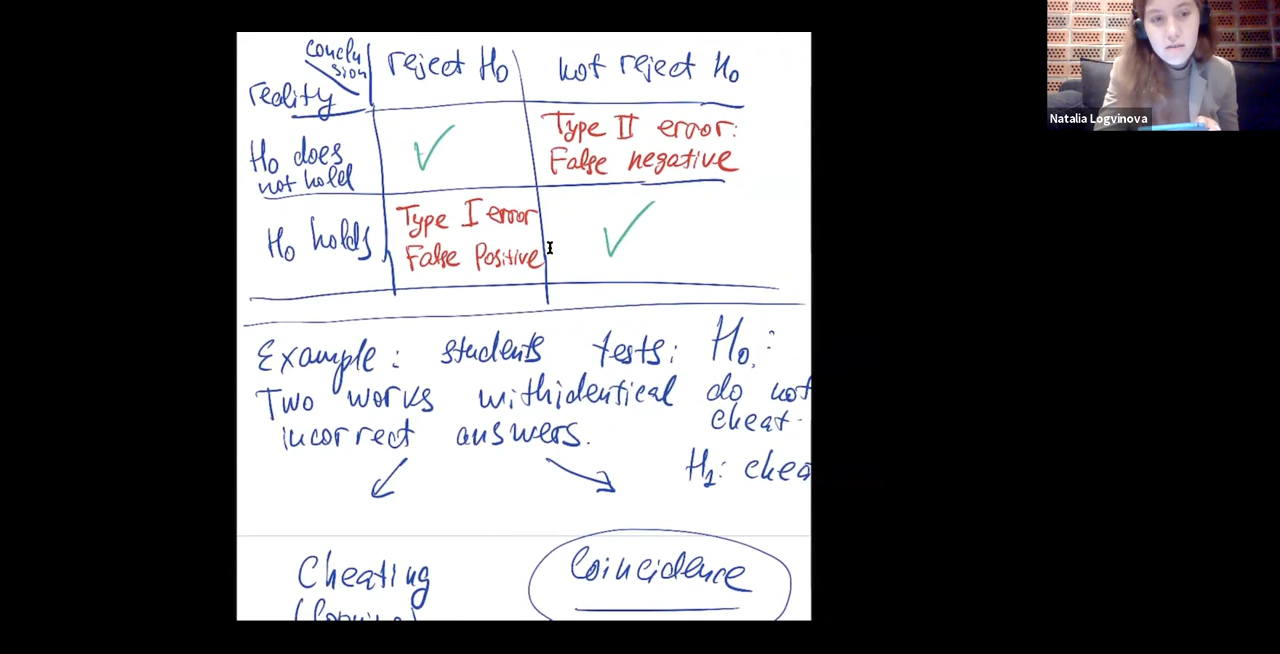 conclu
sion
reality
reject H0
not reject H0
H0 does
not hold
Type II error:
False negative
H0 holds
Type I error
False Positive
Example: students tests: H0:
Two works with identical do not
incorrect answers. cheat.
H1: chea
Cheating
Coincidence
Natalia Logvinova